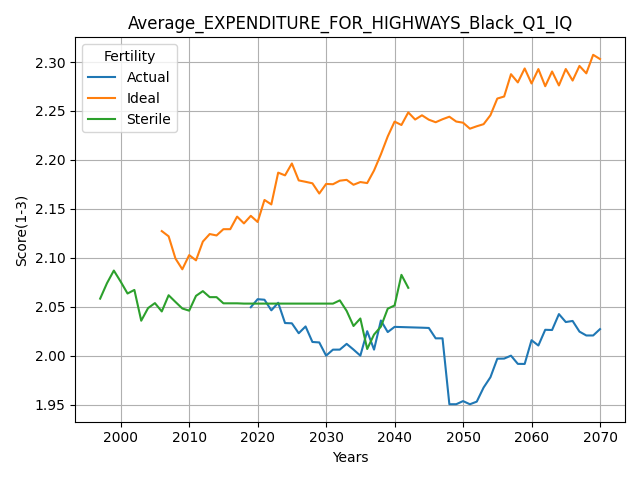 Average_EXPENDITURE_FOR_HIGHWAYS_Black_Q1_IQ
Fertility
Actual
Ideal
Sterile
Score(1-3)
2.30
2.25
2.20
2.15
2.10
2.05
2.00
1.95
2000 2010 2020 2030 2040 2050 2060 2070
Years